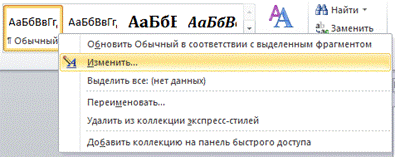 АаБбВвГг, АаБбВвГг, АаБбВ АаБбВ Найти
Заменить
¶ Обычный
Обновить Обычный в соответствии с выделенным фрагментом
Изменить...
Выделить все: (нет данных)
Переименовать...
Удалить из коллекции экспресс-стилей
Добавить коллекцию на панель быстрого доступа